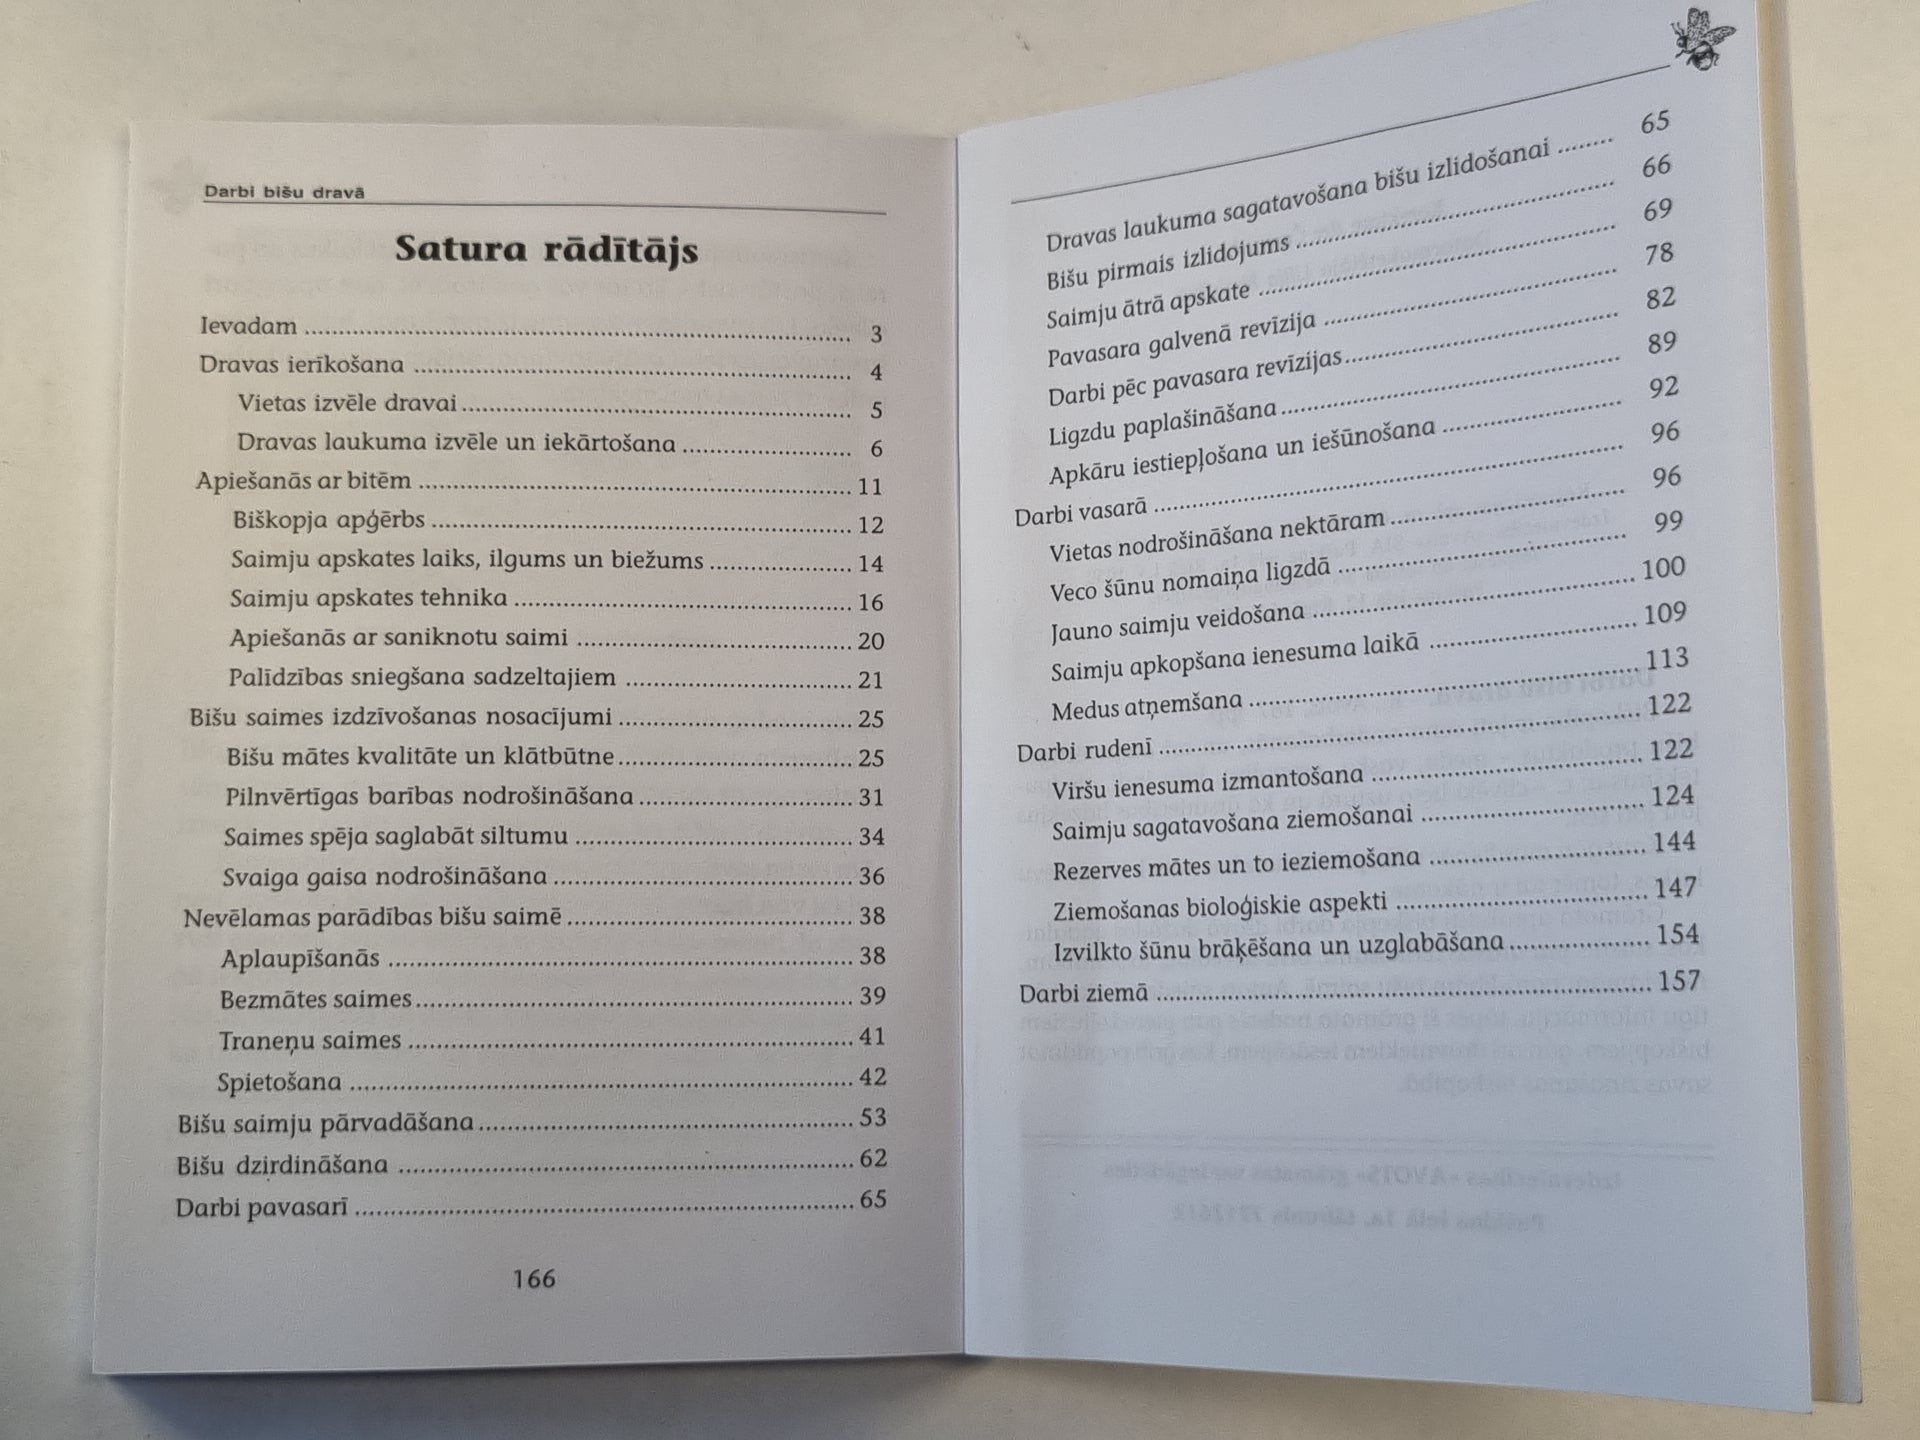 Darbi bišu dravā
Satura rādītājs
Ievadam ........ 3
Dravas ierīkošana ........ 4
Vietas izvēle dravai ........ 5
Dravas laukuma izvēle un iekārtošana ........ 6
Apiešanās ar bitēm ........ 11
Biškopja apģērbs ........ 12
Saimju apskates laiks, ilgums un biežums ........ 14
Saimju apskates tehnika ........ 16
Apiešanās ar saniknotu saimi ........ 20
Palīdzības sniegšana sadzeltajiem ........ 21
Bišu saimes izdzīvošanas nosacījumi ........ 25
Bišu mātes kvalitāte un klātbūtne ........ 25
Pilnvērtīgas barības nodrošināšana ........ 31
Saimes spēja saglabāt siltumu ........ 34
Svaiga gaisa nodrošināšana ........ 36
Nevēlamas parādības bišu saimē ........ 38
Aplaupīšanās ........ 38
Bezmātes saimes ........ 39
Traneņu saimes ........ 41
Spietošana ........ 42
Bišu saimju pārvadāšana ........ 53
Bišu dzirdināšana ........ 62
Darbi pavasarī ........ 65
166
Dravas laukuma sagatavošana bišu izlidošanai ........ 65
Bišu pirmais izlidojums ........ 66
Saimju ātrā apskate ........ 69
Pavasara galvenā revīzija ........ 78
Darbi pēc pavasara revīzijas ........ 82
Ligzdu paplašināšana ........ 89
Apkāru iestiepļošana un iešūnošana ........ 92
Darbi vasarā ........ 96
Vietas nodrošināšana nektāram ........ 96
Veco šūnu nomaiņa ligzdā ........ 99
Jauno saimju veidošana ........ 100
Saimju apkopšana ienesuma laikā ........ 109
Medus atņemšana ........ 113
Darbi rudenī ........ 122
Viršu ienesuma izmantošana ........ 122
Saimju sagatavošana ziemošanai ........ 124
Rezerves mātes un to ieziemošana ........ 144
Ziemošanas bioloģiskie aspekti ........ 147
Izvilkto šūnu brāķēšana un uzglabāšana ........ 154
Darbi ziemā ........ 157